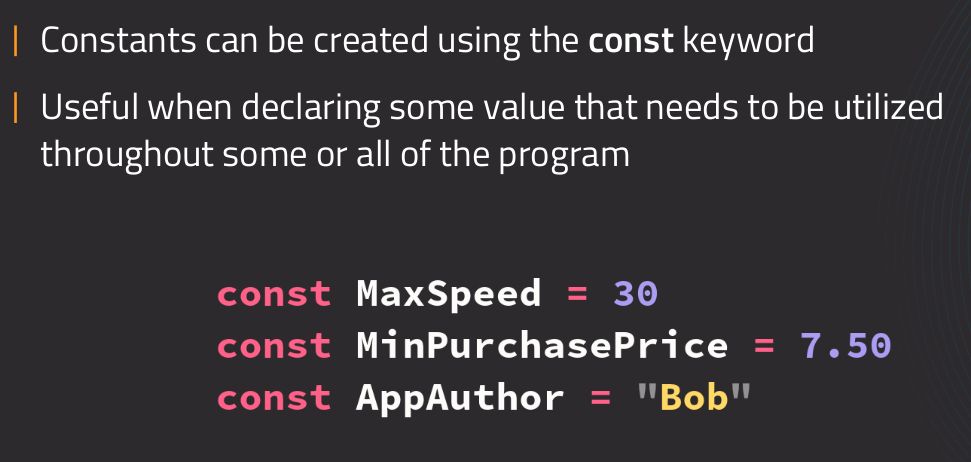 Constants can be created using the const keyword
Useful when declaring some value that needs to be utilized
throughout some or all of the program
const MaxSpeed = 30
const MinPurchasePrice = 7.50
const AppAuthor = "Bob"